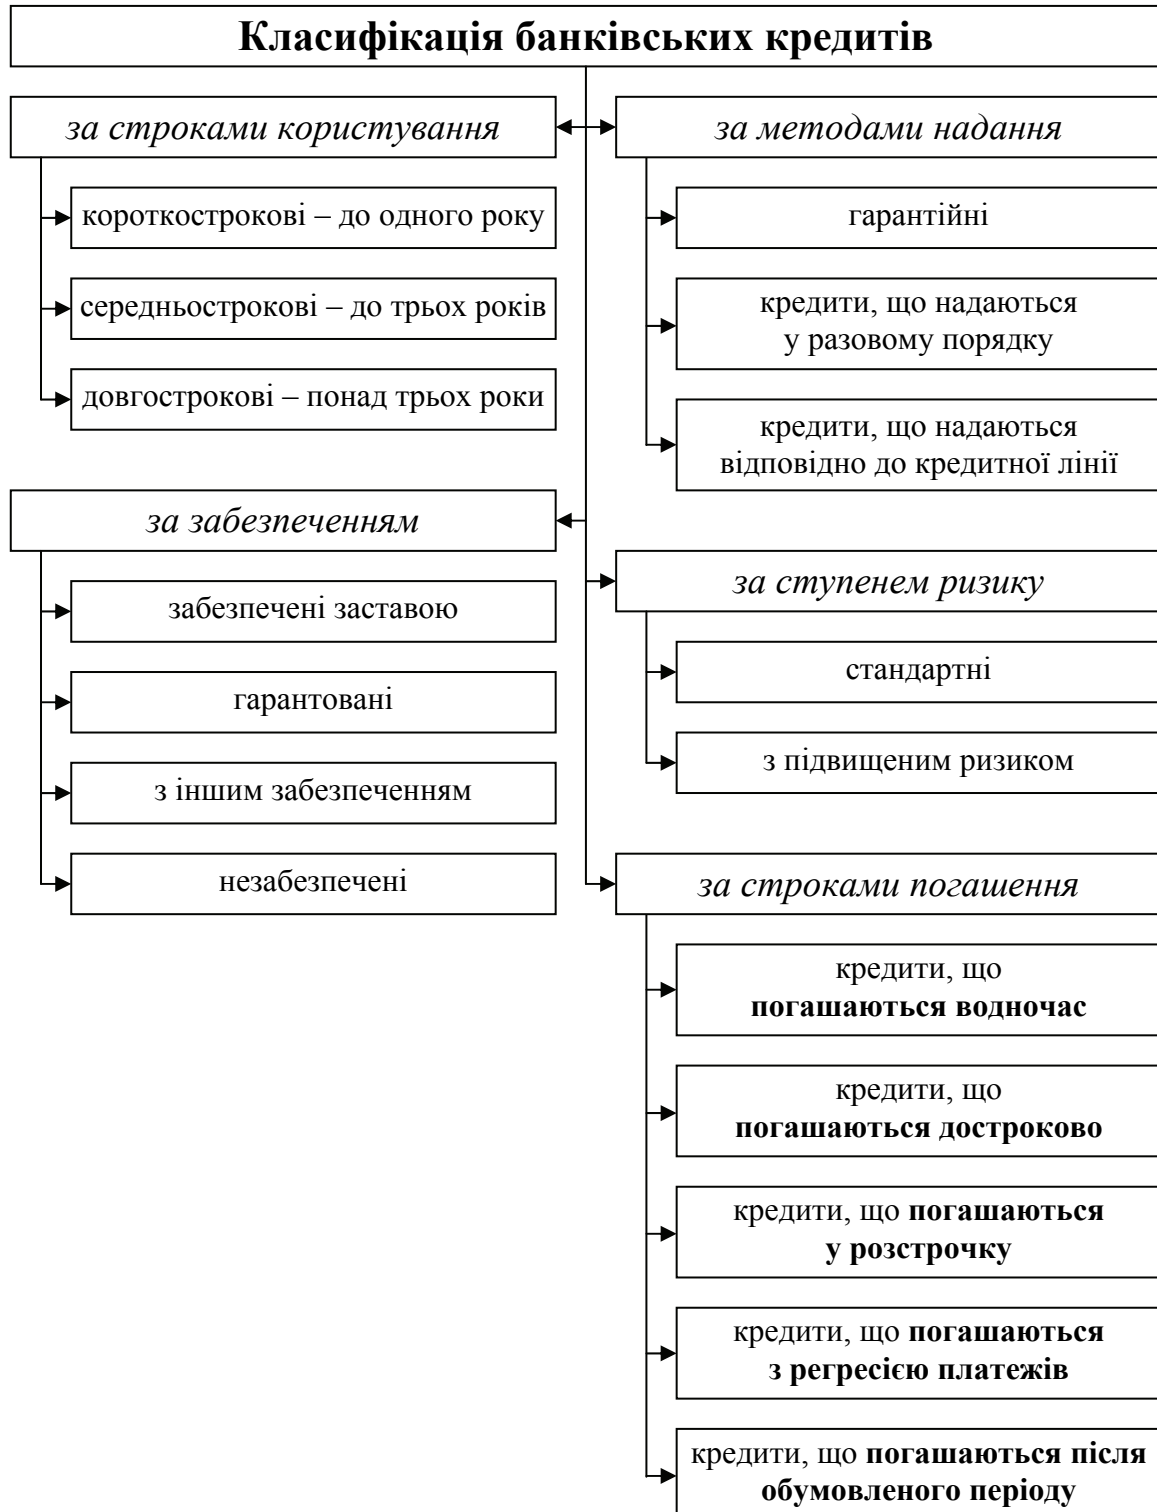 Класифікація банківських кредитів
за строками користування
короткострокові – до одного року
середньострокові – до трьох років
довгострокові – понад трьох роки
за забезпеченням
забезпечені заставою
гарантовані
з іншим забезпеченням
незабезпечені
за методами надання
гарантійні
кредити, що надаються
у разовому порядку
кредити, що надаються
відповідно до кредитної лінії
за ступенем ризику
стандартні
з підвищеним ризиком
за строками погашення
кредити, що
погашаються водночас
кредити, що
погашаються достроково
кредити, що погашаються
у розстрочку
кредити, що погашаються
з регресією платежів
кредити, що погашаються після
обумовленого періоду